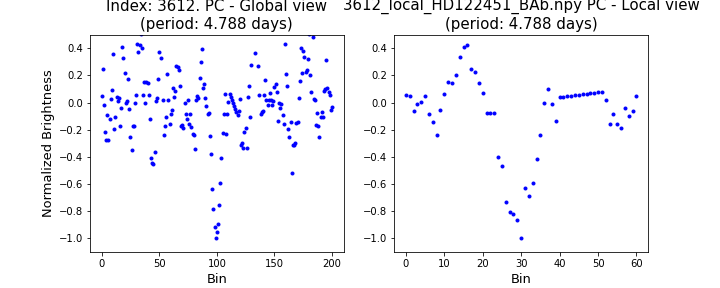 Index: 3612. PC - Global view
(period: 4.788 days)
3612_local_HD122451_BAb.npy PC - Local view
(period: 4.788 days)
Normalized Brightness
0.4
0.2
0.0
−0.2
−0.4
−0.6
−0.8
−1.0
0 50 100 150 200
Bin
0.4
0.2
0.0
−0.2
−0.4
−0.6
−0.8
−1.0
0 10 20 30 40 50 60
Bin